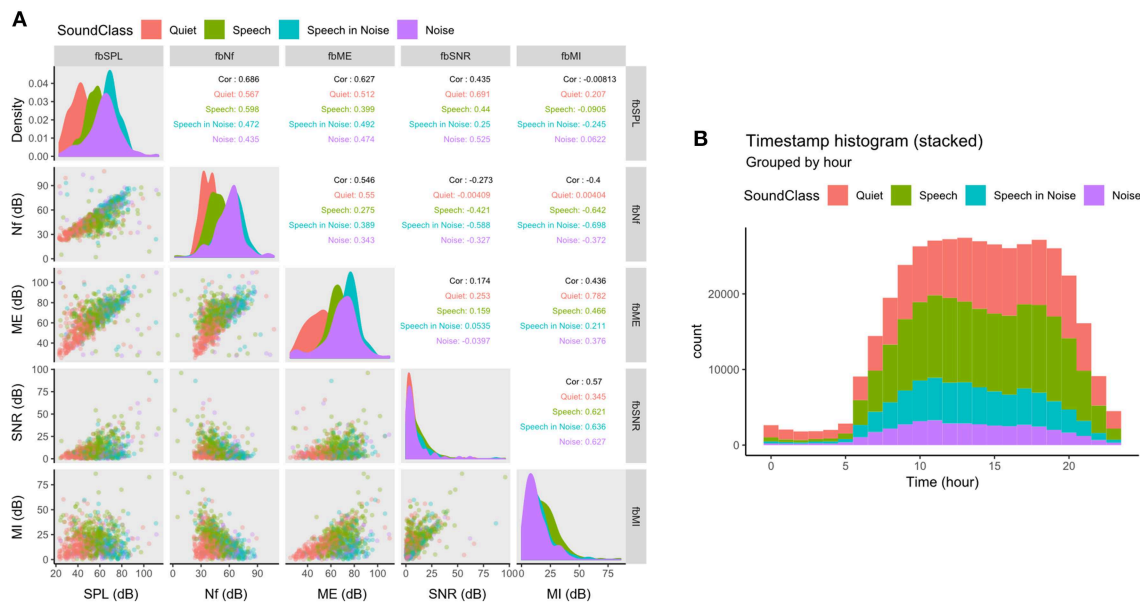 A
SoundClass Quiet Speech Speech in Noise Noise
fbSPL fbNf fbME fbSNR fbMI
Density
0.04
0.03
0.02
0.01
0.00
Cor : 0.686
Quiet: 0.567
Speech: 0.598
Speech in Noise: 0.472
Noise: 0.435
Cor : 0.627
Quiet: 0.512
Speech: 0.399
Speech in Noise: 0.492
Noise: 0.474
Cor : 0.435
Quiet: 0.691
Speech: 0.44
Speech in Noise: 0.25
Noise: 0.525
Cor : -0.00813
Quiet: 0.207
Speech: -0.0905
Speech in Noise: -0.245
Noise: 0.0622
fbSPL
Nf (dB)
90
60
30
0
Cor : 0.546
Quiet: 0.55
Speech: 0.275
Speech in Noise: 0.389
Noise: 0.343
Cor : -0.273
Quiet: -0.00409
Speech: -0.421
Speech in Noise: -0.588
Noise: -0.327
Cor : -0.4
Quiet: 0.00404
Speech: -0.642
Speech in Noise: -0.698
Noise: -0.372
fbNf
ME (dB)
100
80
60
40
Cor : 0.174
Quiet: 0.253
Speech: 0.159
Speech in Noise: 0.0535
Noise: -0.0397
Cor : 0.436
Quiet: 0.782
Speech: 0.466
Speech in Noise: 0.211
Noise: 0.376
fbME
SNR (dB)
100
75
50
25
0
Cor : 0.57
Quiet: 0.345
Speech: 0.621
Speech in Noise: 0.636
Noise: 0.627
fbSNR
MI (dB)
75
50
25
0
fbMI
20 40 60 80 100
0 30 60 90
40 60 80 100
0 25 50 75 100
0 25 50 75
SPL (dB) Nf (dB) ME (dB) SNR (dB) MI (dB)
B
Timestamp histogram (stacked)
Grouped by hour
SoundClass Quiet Speech Speech in Noise Noise
count
20000
10000
0
0 5 10 15 20
Time (hour)